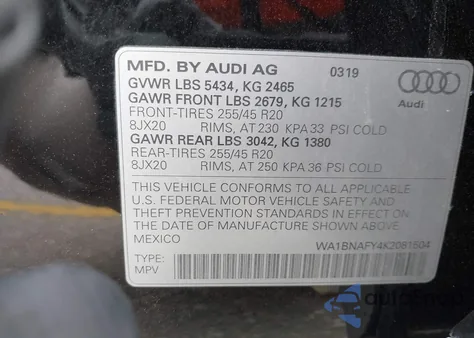 MFD. BY AUDI AG 0319
GVWR LBS 5434, KG 2465
GAWR FRONT LBS 2679, KG 1215
FRONT-TIRES 255/45 R20
8JX20 RIMS, AT 230 KPA 33 PSI COLD
GAWR REAR LBS 3042, KG 1380
REAR-TIRES 255/45 R20
8JX20 RIMS, AT 250 KPA 36 PSI COLD
Audi
THIS VEHICLE CONFORMS TO ALL APPLICABLE
U.S. FEDERAL MOTOR VEHICLE SAFETY AND
THEFT PREVENTION STANDARDS IN EFFECT ON
THE DATE OF MANUFACTURE SHOWN ABOVE
MEXICO WA1BNAFY4K2081604
TYPE:
MPV
autosnap